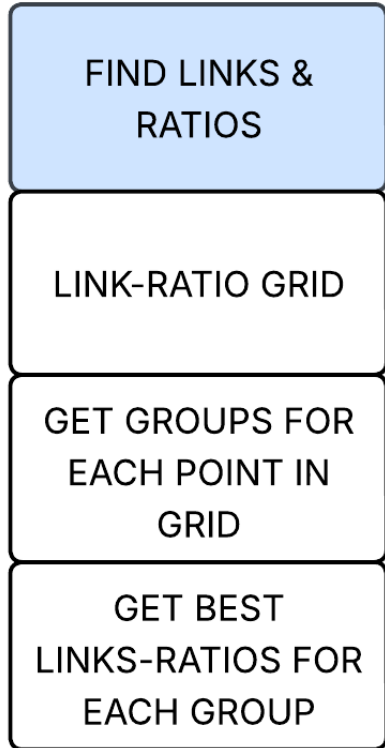 FIND LINKS &
RATIOS
LINK-RATIO GRID
GET GROUPS FOR
EACH POINT IN
GRID
GET BEST
LINKS-RATIOS FOR
EACH GROUP